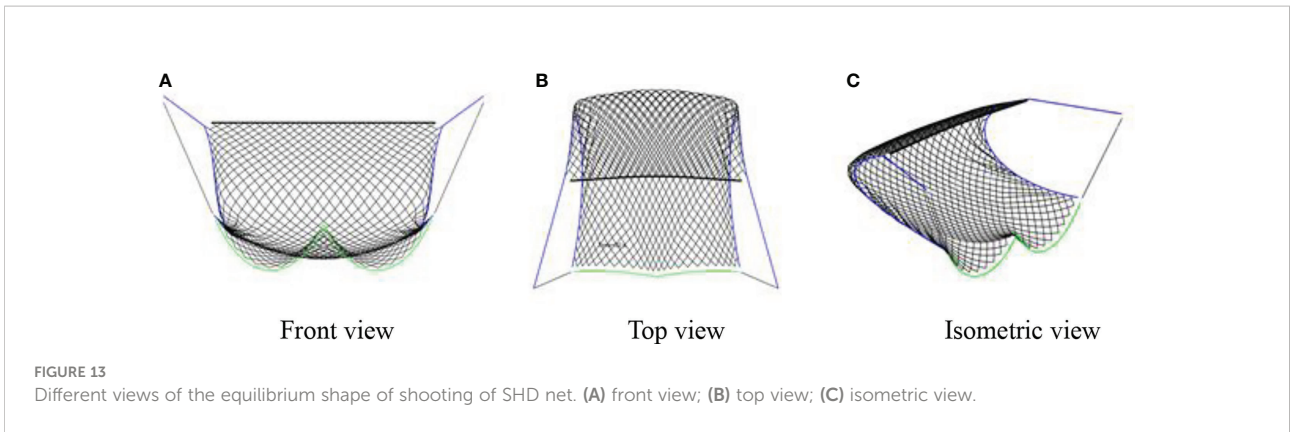 A
B
C
Front view
Top view
Isometric view
FIGURE 13
Different views of the equilibrium shape of shooting of SHD net. (A) front view; (B) top view; (C) isometric view.